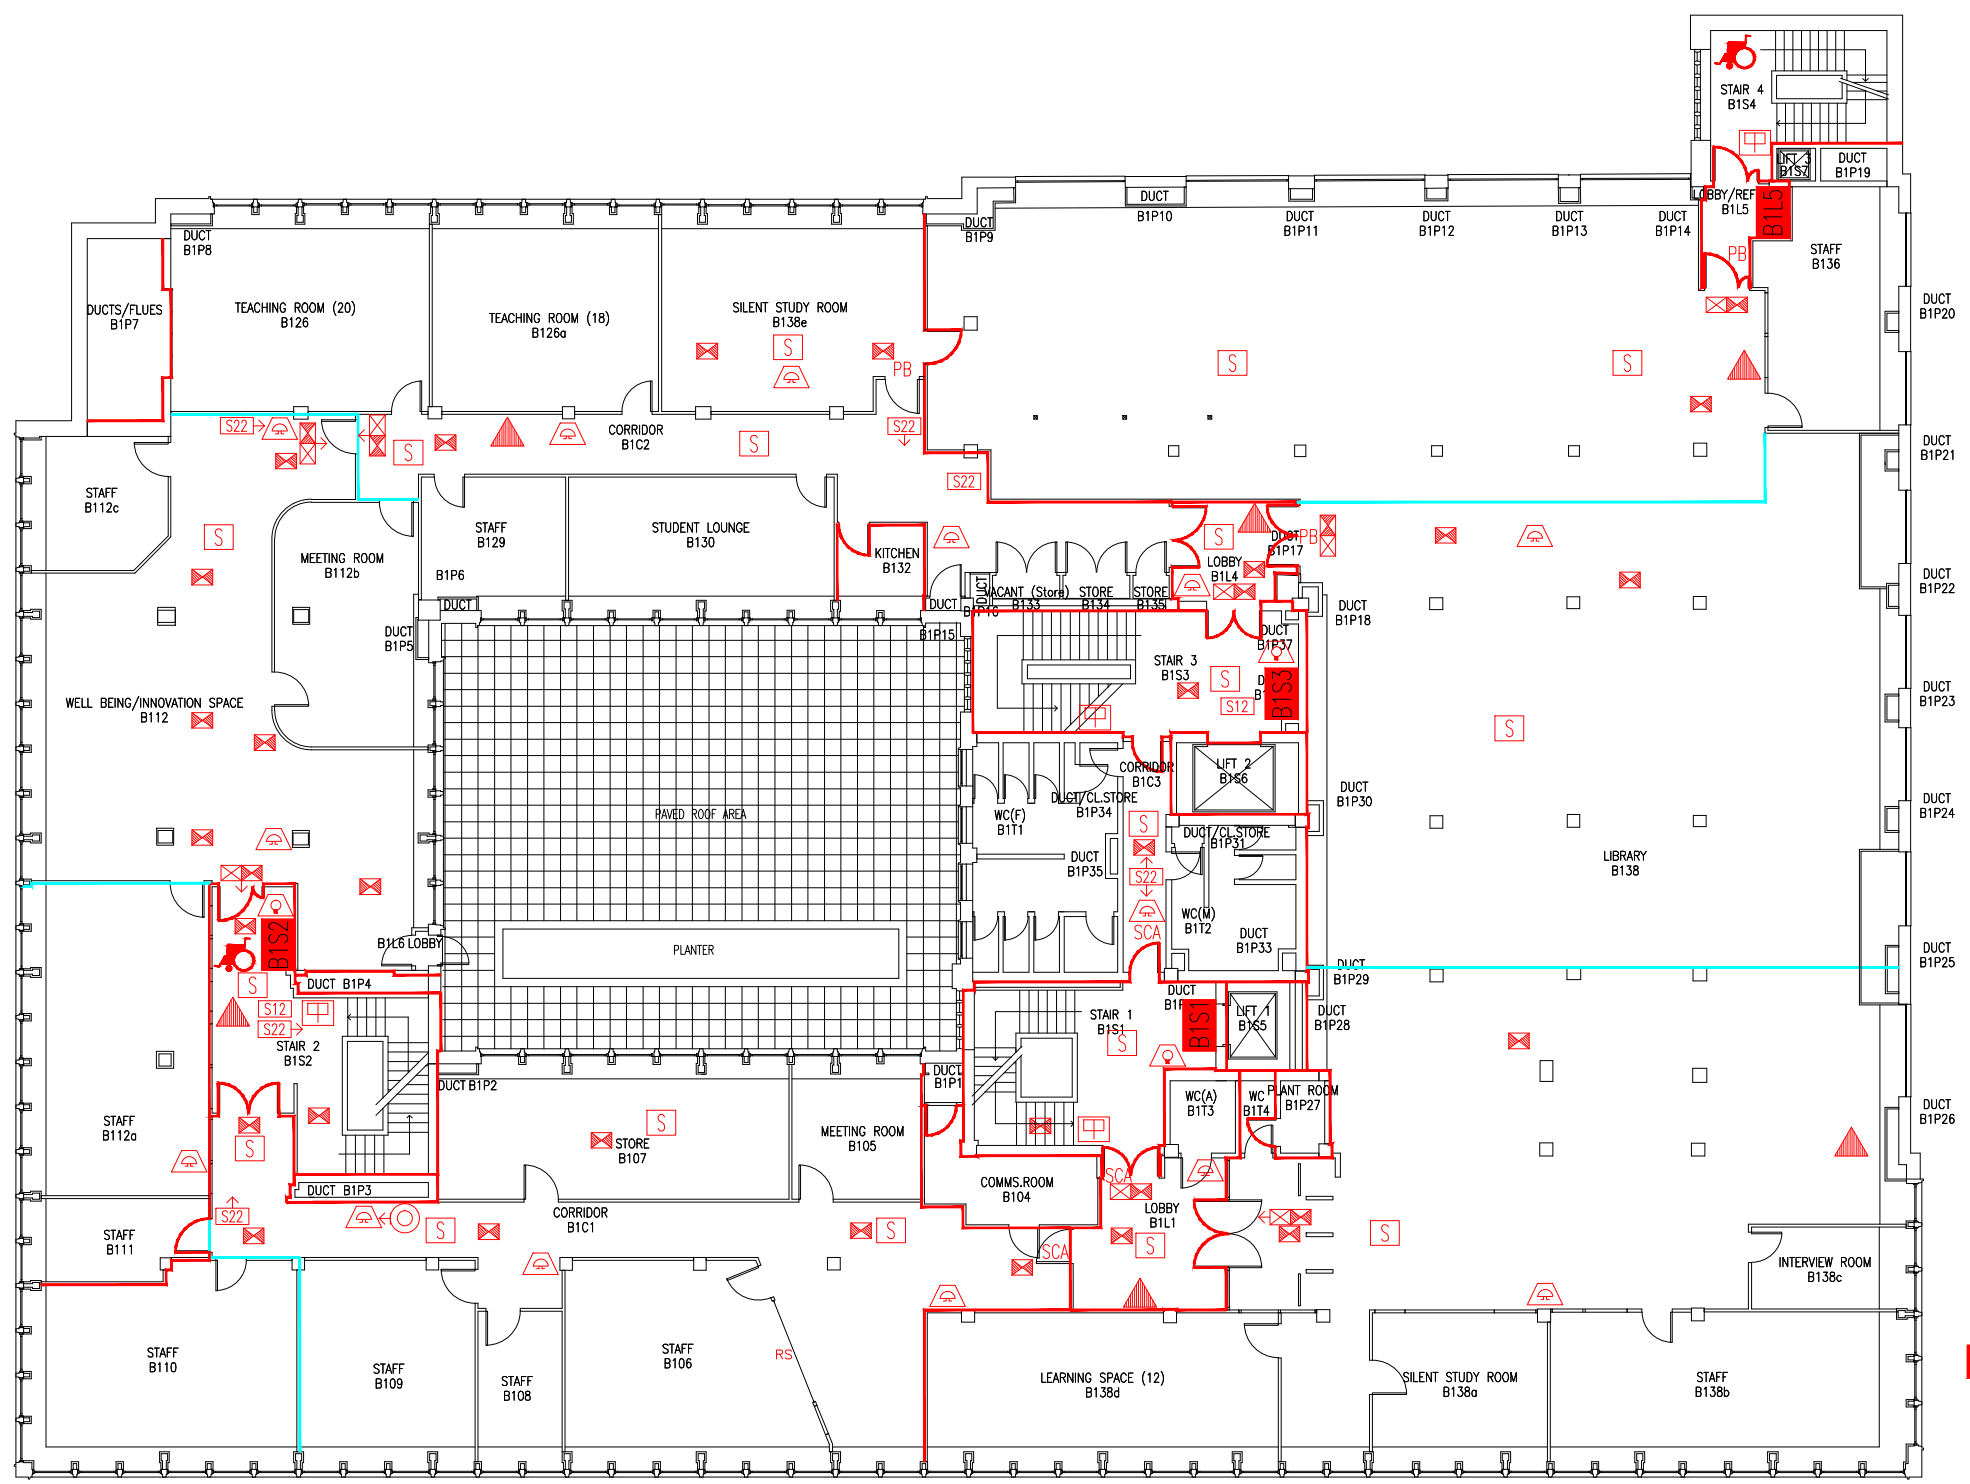 STAIR 4
B1S4
LIFT 3
B1S7
DUCT
B1P19
LOBBY/REF
B1L5
B1L5
PB
STAFF
B136
DUCT
B1P10
DUCT
B1P9
DUCT
B1P11
DUCT
B1P12
DUCT
B1P13
DUCT
B1P14
DUCT
B1P8
DUCTS/FLUES
B1P7
TEACHING ROOM (20)
B126
TEACHING ROOM (18)
B126a
SILENT STUDY ROOM
B138e
S
PB
S
S
DUCT
B1P20
S22
S
CORRIDOR
B1C2
S
S22
S22
DUCT
B1P21
STAFF
B112c
S
MEETING ROOM
B112b
STAFF
B129
STUDENT LOUNGE
B130
KITCHEN
B132
S
PB
DUCT
B1P17
LOBBY
B1L4
B1P6
DUCT
DUCT
B1P15
DUCT
B1P16
VACANT (Store)
B133
STORE
B134
STORE
B135
DUCT
B1P18
DUCT
B1P22
DUCT
B1P5
DUCT
B1P37
STAIR 3
B1S3
S
S12
B1S3
WELL BEING/INNOVATION SPACE
B112
S
DUCT
B1P23
CORRIDOR
B1C3
LIFT 2
B1S6
DUCT
B1P30
DUCT/CL.STORE
B1P34
WC(F)
B1T1
PAVED ROOF AREA
S
DUCT/CL.STORE
B1P31
DUCT
B1P24
DUCT
B1P35
S22
LIBRARY
B138
WC(M)
B1T2
SCA
DUCT
B1P33
B1S2
B1L6 LOBBY
PLANTER
DUCT
B1P29
DUCT
B1P25
S
DUCT B1P4
S12
S22
STAIR 2
B1S2
DUCT
STAIR 1
B1S1
S
B1S1
LIFT 1
B1S5
DUCT
B1P28
DUCT B1P2
DUCT
B1P1
WC(A)
B1T3
WC
B1T4
PLANT ROOM
B1P27
DUCT
B1P26
STAFF
B112a
S
S
STORE
B107
MEETING ROOM
B105
DUCT B1P3
COMMS.ROOM
B104
SCA
LOBBY
B1L1
S22
CORRIDOR
B1C1
S
S
SCA
S
S
STAFF
B111
INTERVIEW ROOM
B138c
STAFF
B110
STAFF
B109
STAFF
B108
STAFF
B106
RS
LEARNING SPACE (12)
B138d
SILENT STUDY ROOM
B138a
STAFF
B138b